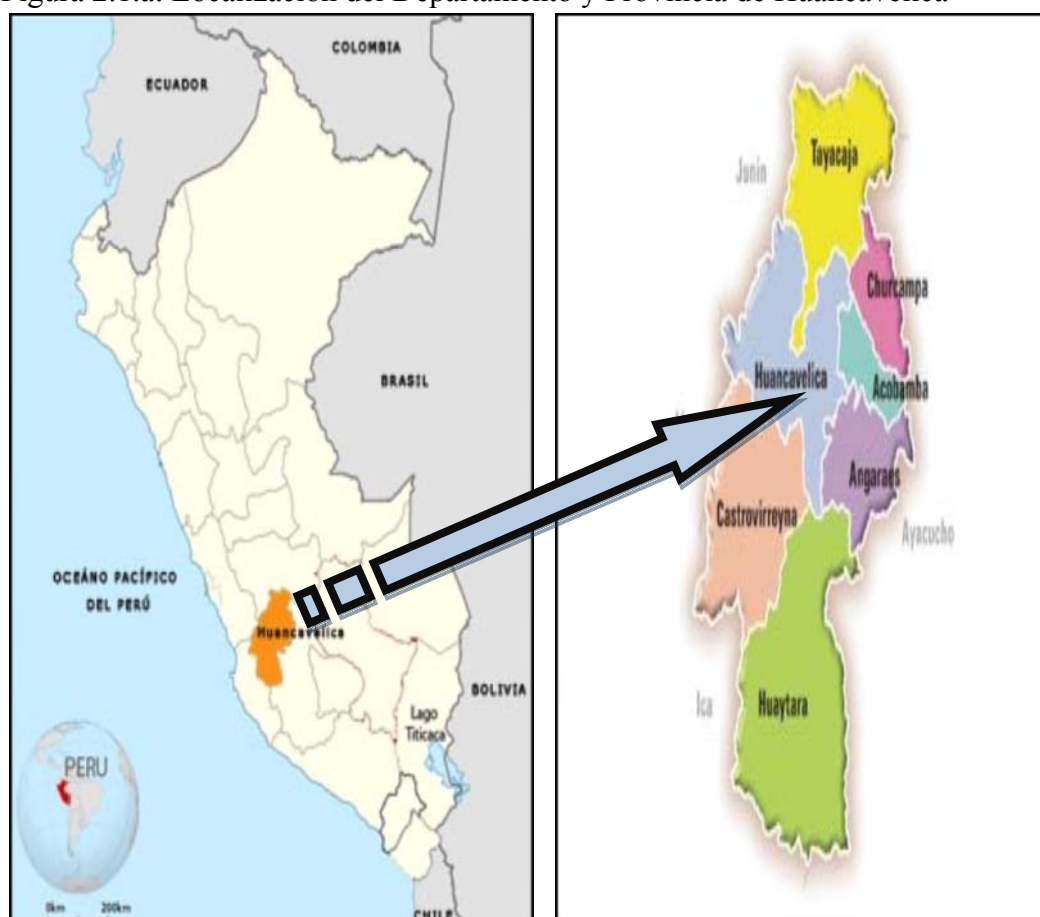 Figura 2.1.a: Localización del Departamento y Provincia de Huancavelica
COLOMBIA
ECUADOR
BRASIL
OCEÁNO PACÍFICO
DEL PERÚ
Huancavelica
BOLIVIA
Lago
Titicaca
PERU
0km 200km
CHILE
Tayacaja
Junin
Churcampa
Huancavelica
Acobamba
Angaraes
Castrovirreyna
Ayacucho
Ica
Huaytara